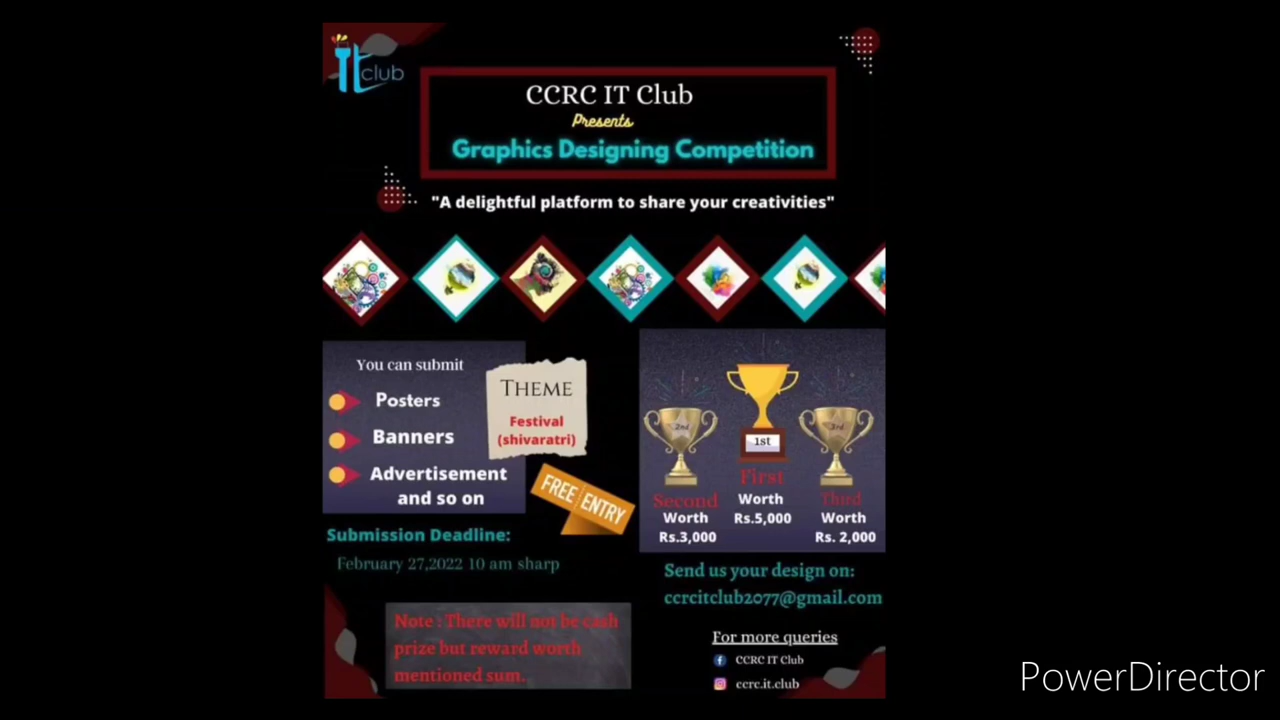 IT club
CCRC IT Club
Presents
Graphics Designing Competition
"A delightful platform to share your creativities"
You can submit
Posters
Banners
Advertisement
and so on
THEME
Festival
(shivaratri)
FREE ENTRY
2nd
1st
3rd
Second
Worth
Rs.3,000
First
Worth
Rs.5,000
Third
Worth
Rs. 2,000
Submission Deadline:
February 27,2022 10 am sharp
Send us your design on:
ccrcitclub2077@gmail.com
Note : There will not be cash
prize but reward worth
mentioned sum.
For more queries
CCRC IT Club
ccrc.it.club
PowerDirector